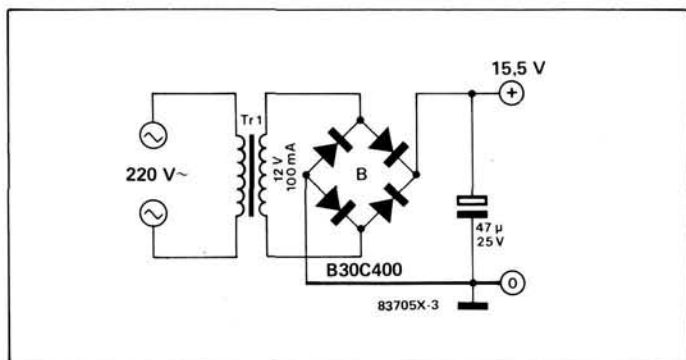 15,5 V
+
Tr 1
220 V~
12 V
100 mA
B
47 µ
25 V
B30C400
0
83705X-3